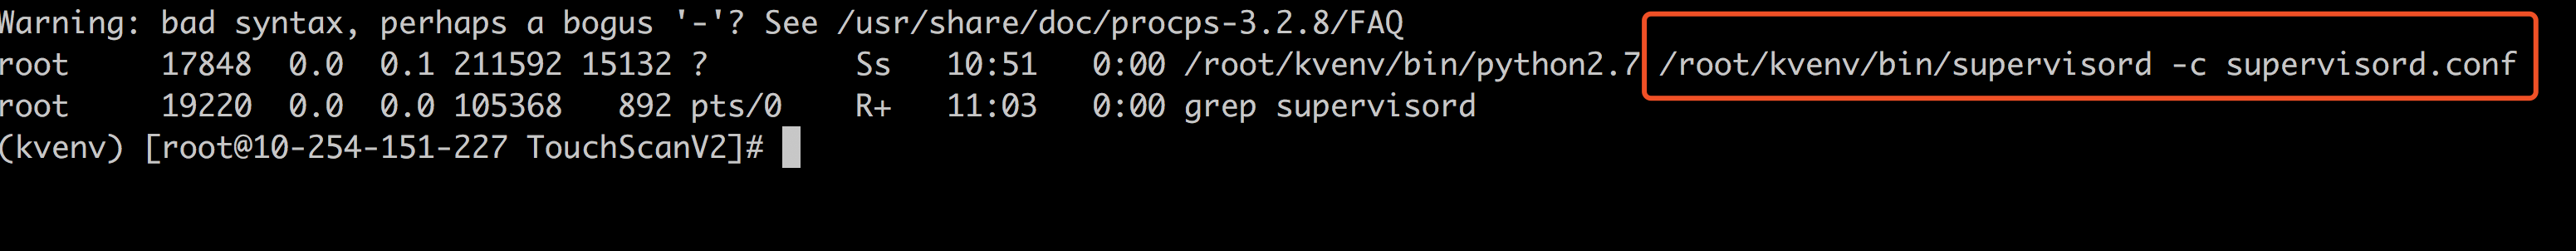 Warning: bad syntax, perhaps a bogus '-'? See /usr/share/doc/procps-3.2.8/FAQ
root     17848  0.0  0.1 211592 15132 ?        Ss   10:51   0:00 /root/kvenv/bin/python2.7 /root/kvenv/bin/supervisord -c supervisord.conf
root     19220  0.0  0.0 105368   892 pts/0    R+   11:03   0:00 grep supervisord
(kvenv) [root@10-254-151-227 TouchScanV2]#